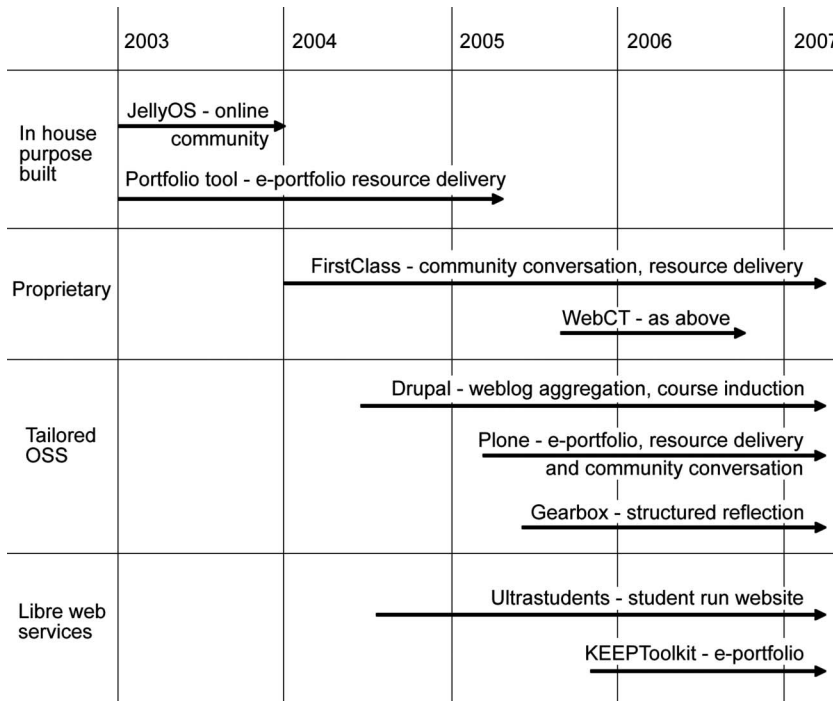 2003 2004 2005 2006 2007
In house
purpose
built
JellyOS - online
community
Portfolio tool - e-portfolio resource delivery
Proprietary
FirstClass - community conversation, resource delivery
WebCT - as above
Tailored
OSS
Drupal - weblog aggregation, course induction
Plone - e-portfolio, resource delivery
and community conversation
Gearbox - structured reflection
Libre web
services
Ultrastudents - student run website
KEEPToolkit - e-portfolio